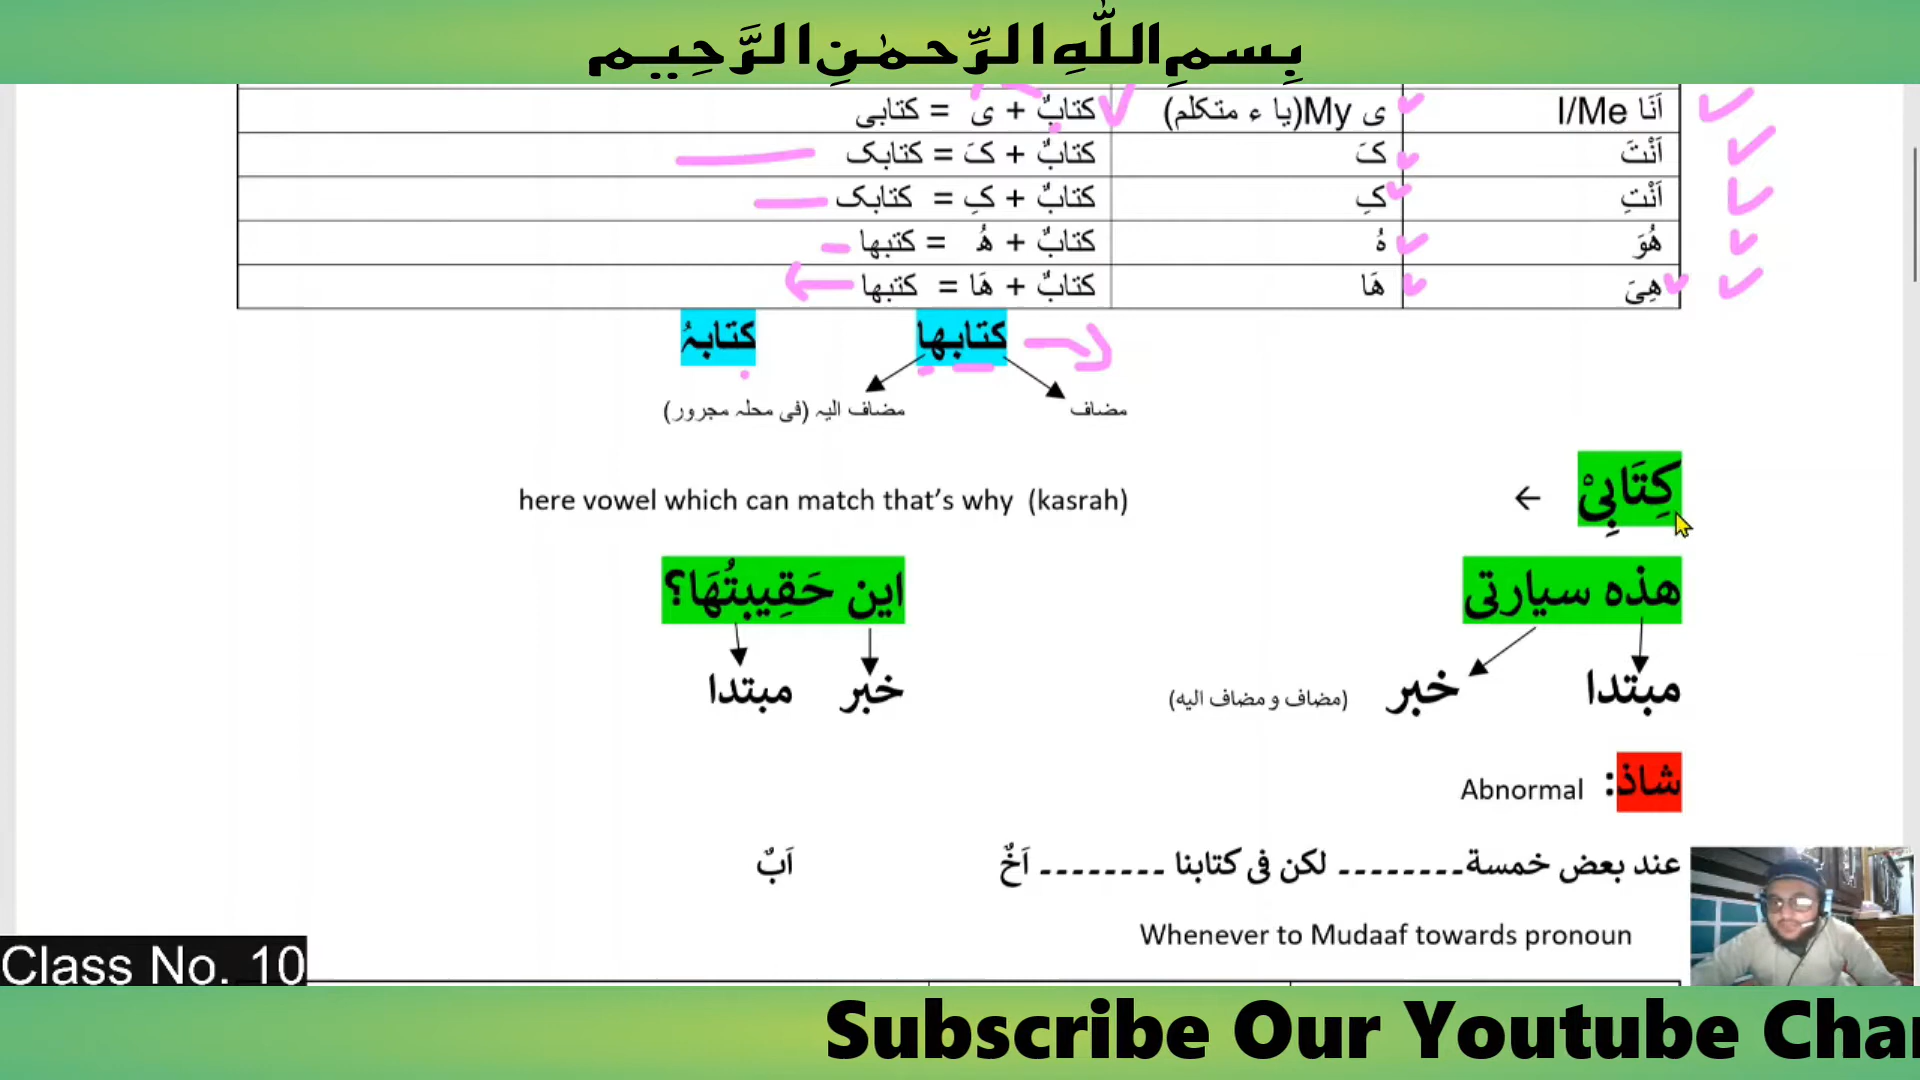 بِسمِ اللّٰهِ الرَّحمٰنِ الرَّحِيم
اَنَا I/Me ی My(یا ء متکلم) کتابٌ + ی = کتابی
اَنْتَ کَ کتابٌ + کَ = کتابک
اَنْتِ کِ کتابٌ + کِ = کتابک
هُوَ هُ کتابٌ + هُ = کتبها
هِیَ هَا کتابٌ + هَا = کتبها
کتابها کتابہُ
مضاف مضاف الیہ (فی محلہ مجرور)
کِتَابِیْ ← here vowel which can match that’s why (kasrah)
هذه سیارتی این حَقِیبتُهَا؟
مبتدا خبر (مضاف و مضاف الیه) خبر مبتدا
شاذ: Abnormal
عند بعض خمسة-------- لکن فی کتابنا -------- اَخٌ اَبٌ
Whenever to Mudaaf towards pronoun
Class No. 10
Subscribe Our Youtube Chan